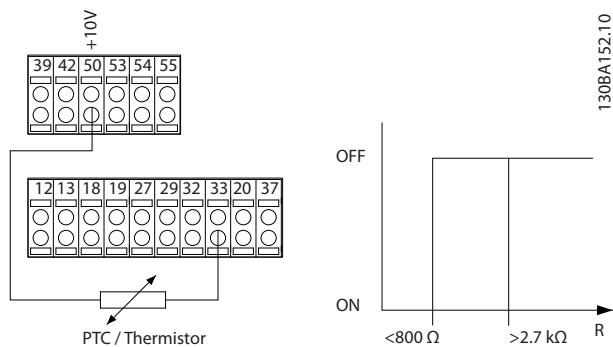 +10V
39 42 50 53 54 55
12 13 18 19 27 29 32 33 20 37
PTC / Thermistor
130BA152.10
OFF
ON
<800 Ω >2.7 kΩ R